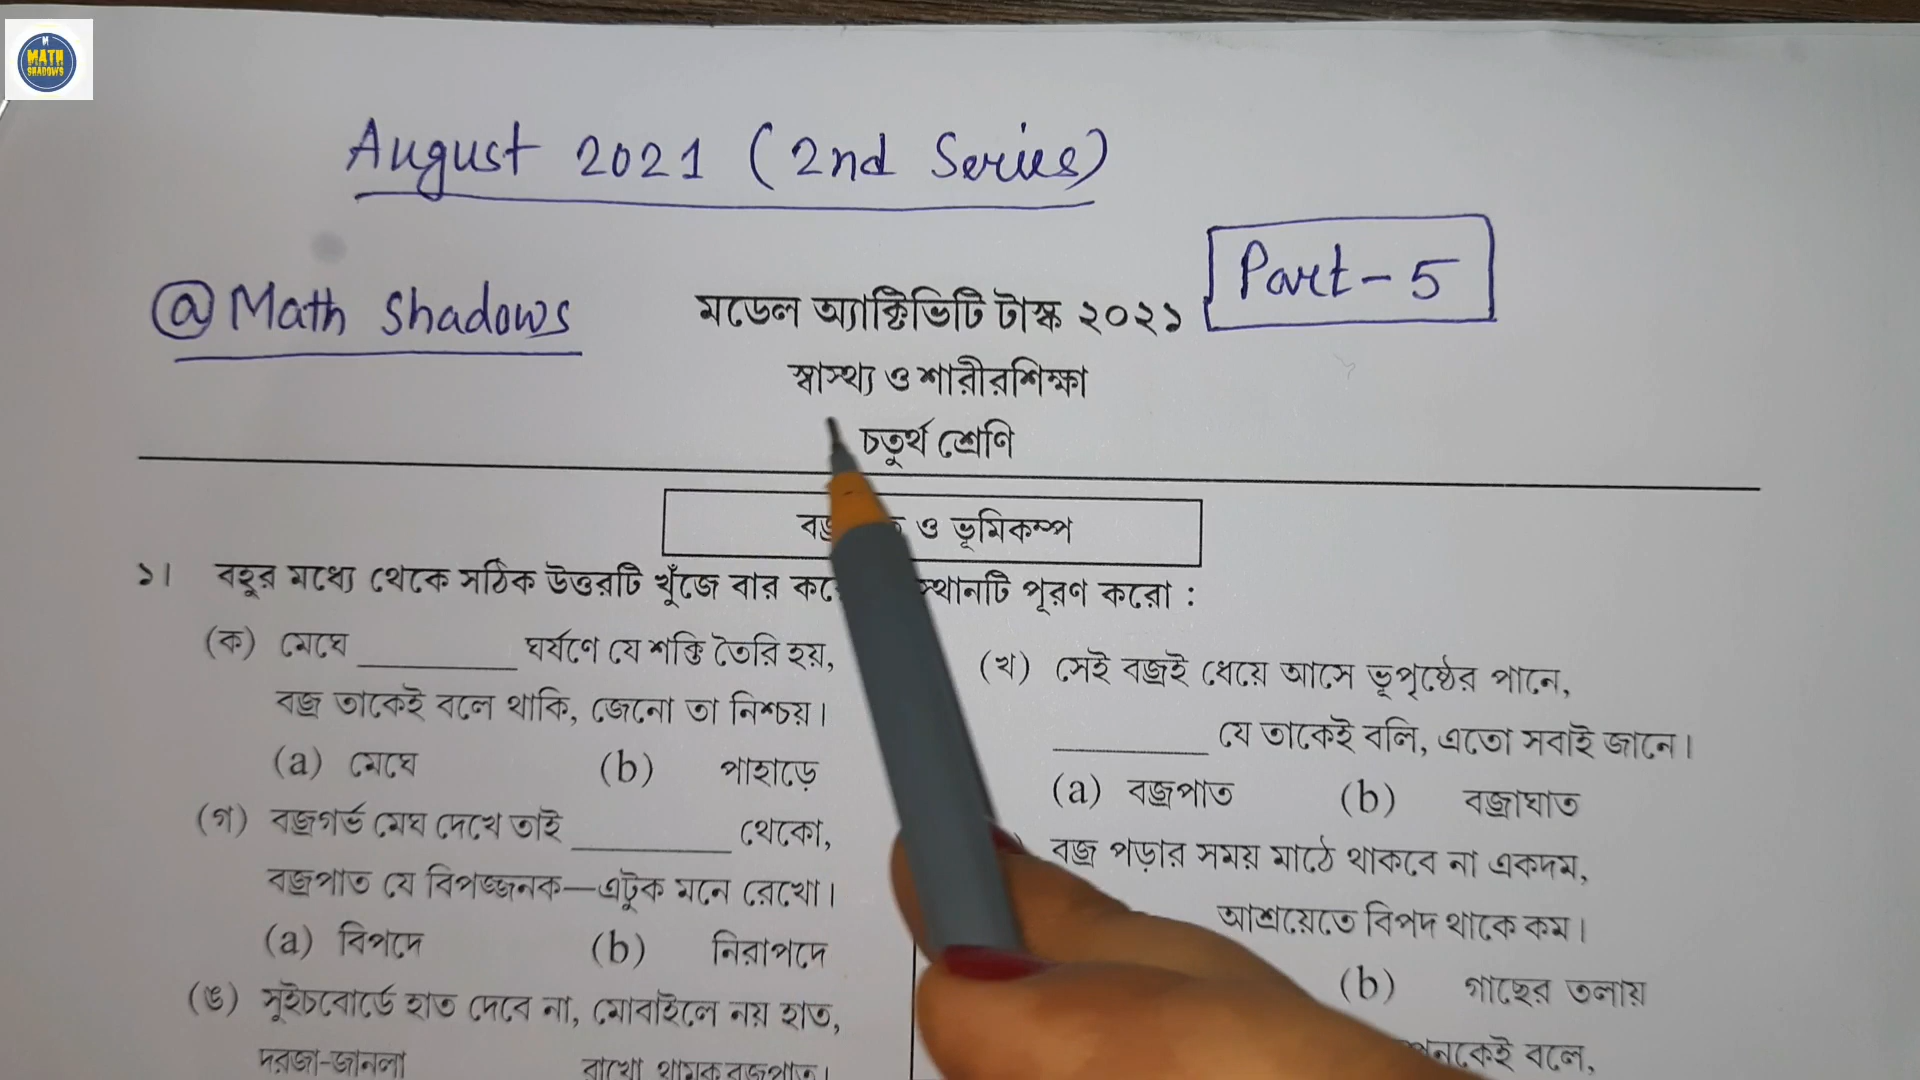 MATH
SHADOWS
August 2021 (2nd Series)
Part-5
@Math Shadows
মডেল অ্যাক্টিভিটি টাস্ক ২০২১
স্বাস্থ্য ও শারীরশিক্ষা
চতুর্থ শ্রেণি
ও ভূমিকম্প
১। বহুর মধ্যে থেকে সঠিক উত্তরটি খুঁজে বার পূরণ করো :
(ক) মেঘে ________ ঘর্ষণে যে শক্তি তৈরি হয়,
বজ্র তাকেই বলে থাকি, জেনো তা নিশ্চয়।
(a) মেঘে (b) পাহাড়ে
(গ) বজ্রগর্ভ মেঘ দেখে তাই ________ থেকো,
বজ্রপাত যে বিপজ্জনক—এটুক মনে রেখো।
(a) বিপদে (b) নিরাপদে
(ঙ) সুইচবোর্ডে হাত দেবে না, মোবাইলে নয় হাত,
দরজা-জানলা রাখো থামুক বজ্রপাত।
(খ) সেই বজ্রই ধেয়ে আসে ভূপৃষ্ঠের পানে,
________ যে তাকেই বলি, এতো সবাই জানে।
(a) বজ্রপাত (b) বজ্রাঘাত
বজ্র পড়ার সময় মাঠে থাকবে না একদম,
আশ্রয়েতে বিপদ থাকে কম।
(b) গাছের তলায়
বলে,